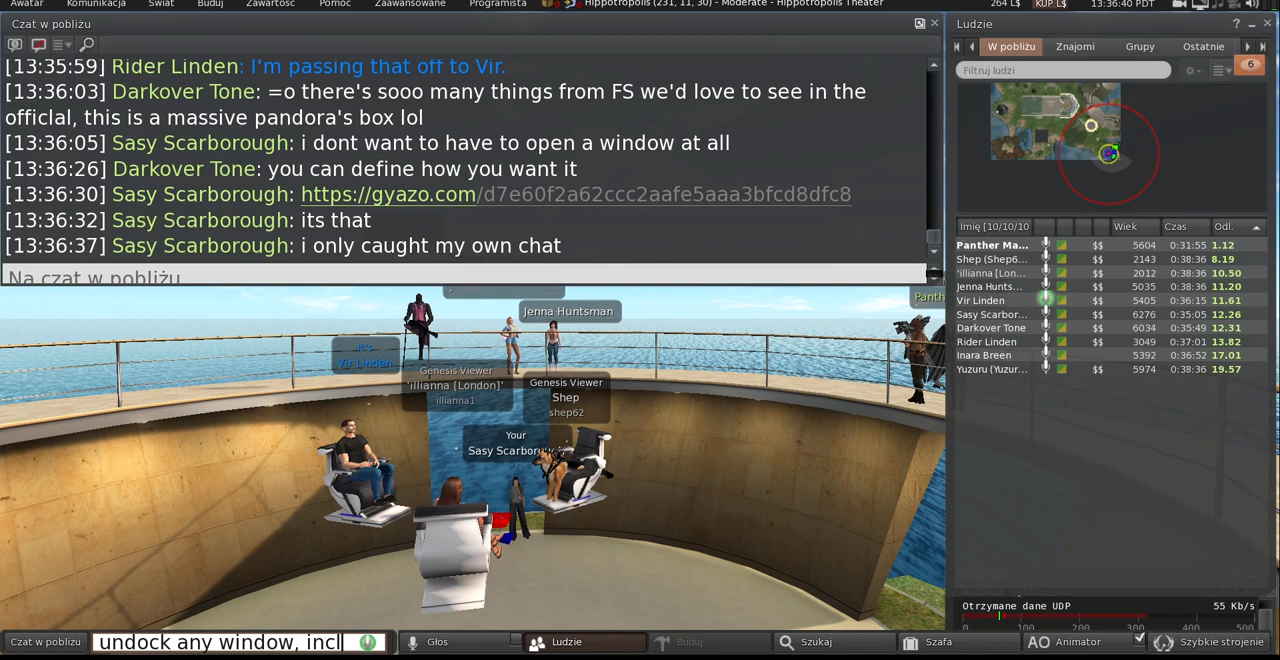 Awatar Komunikacja Świat Buduj Zawartość Pomoc Zaawansowane Programista Hippotropolis (231, 11, 30) - Moderate - Hippotropolis Theater 264 L$ KUP L$ 13:36:40 PDT
Czat w pobliżu
[13:35:59] Rider Linden: I'm passing that off to Vir.
[13:36:03] Darkover Tone: =o there's sooo many things from FS we'd love to see in the
official, this is a massive pandora's box lol
[13:36:05] Sasy Scarborough: i dont want to have to open a window at all
[13:36:26] Darkover Tone: you can define how you want it
[13:36:30] Sasy Scarborough: https://gyazo.com/d7e60f2a62ccc2aafe5aaa3bfcd8dfc8
[13:36:32] Sasy Scarborough: its that
[13:36:37] Sasy Scarborough: i only caught my own chat
Na czat w pobliżu
Ludzie
W pobliżu Znajomi Grupy Ostatnie
Filtruj ludzi
6
Imię [10/10/10 Wiek Czas Odl.
Panther Ma... $$ 5604 0:31:55 1.12
Shep (Shep6... $$ 2143 0:38:36 8.19
'illianna [Lon... $$ 2012 0:38:36 10.50
Jenna Hunts... $$ 5035 0:38:36 11.20
Vir Linden $$ 5405 0:36:15 11.61
Sasy Scarbor... $$ 6276 0:35:05 12.26
Darkover Tone $$ 6034 0:35:49 12.31
Rider Linden $$ 3049 0:37:01 13.82
Inara Breen 5392 0:36:52 17.01
Yuzuru (Yuzur... $$ 5974 0:38:36 19.57
Panth
Jenna Huntsman
It's
Vir Linden
Genesis Viewer
'illianna [London]'
illianna1
Genesis Viewer
Shep
shep62
Your
Sasy Scarborou
Otrzymane dane UDP 55 Kb/s
0 100 200 300 400 500
Czat w pobliżu undock any window, incl Głos Ludzie Buduj Szukaj Szafa AO Animator Szybkie strojenie